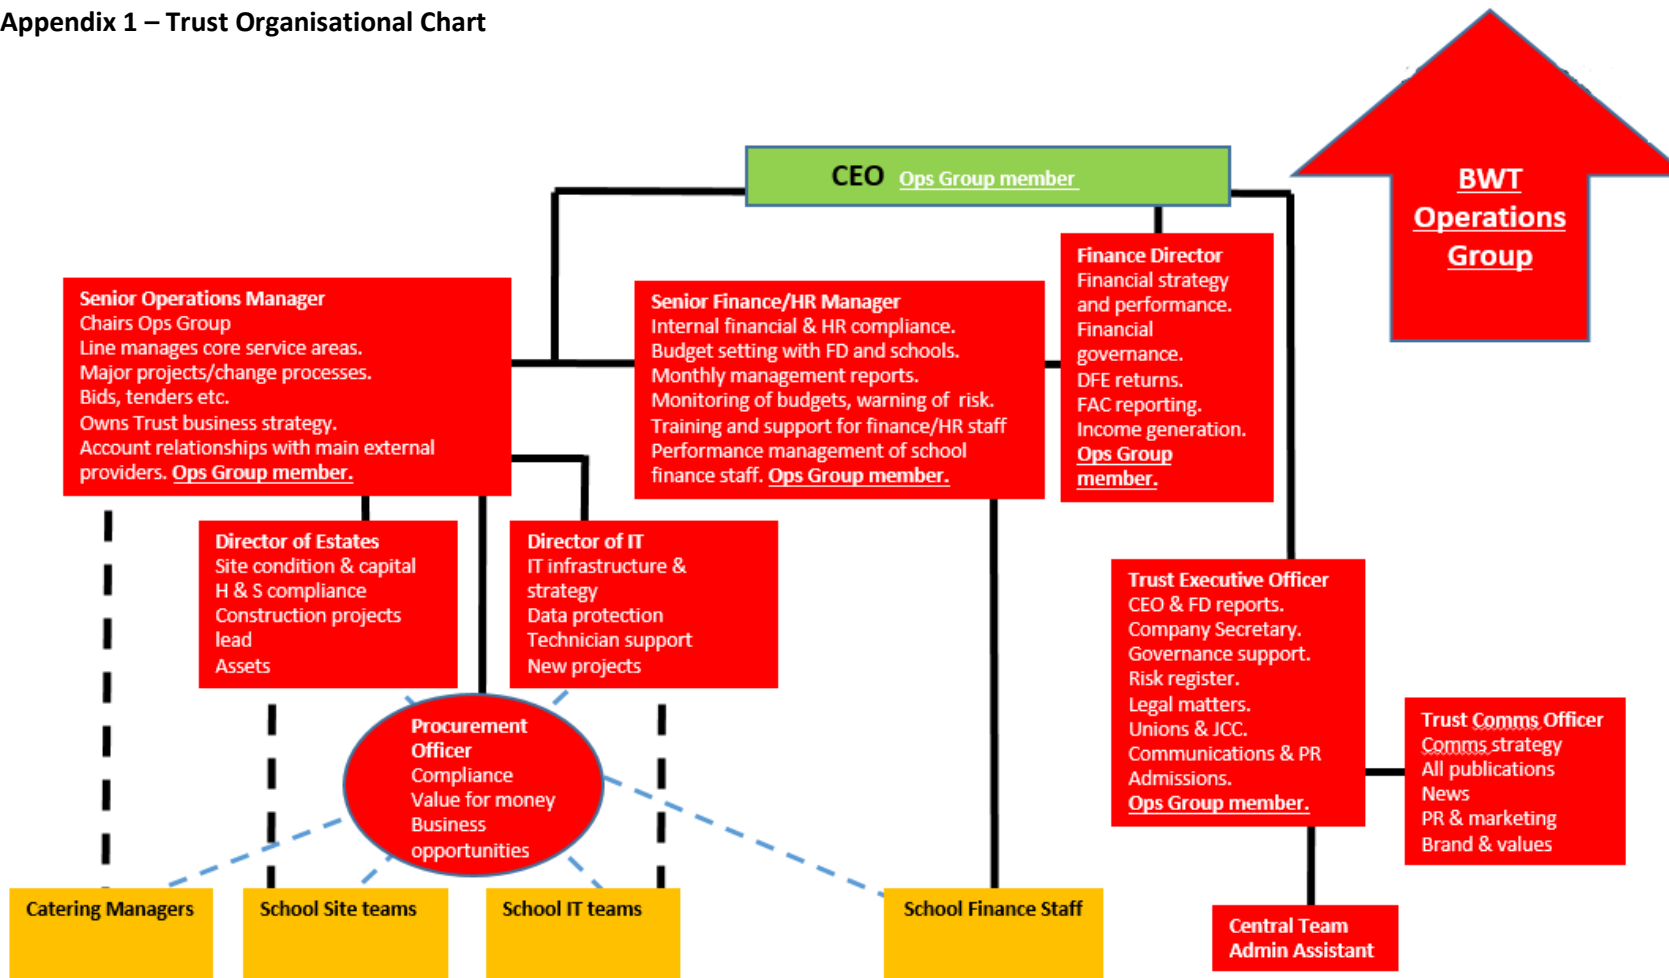 Appendix 1 – Trust Organisational Chart
BWT
Operations
Group
CEO Ops Group member
Finance Director
Financial strategy
and performance.
Financial
governance.
DFE returns.
FAC reporting.
Income generation.
Ops Group
member.
Senior Operations Manager
Chairs Ops Group
Line manages core service areas.
Major projects/change processes.
Bids, tenders etc.
Owns Trust business strategy.
Account relationships with main external
providers. Ops Group member.
Senior Finance/HR Manager
Internal financial & HR compliance.
Budget setting with FD and schools.
Monthly management reports.
Monitoring of budgets, warning of risk.
Training and support for finance/HR staff
Performance management of school
finance staff. Ops Group member.
Director of Estates
Site condition & capital
H & S compliance
Construction projects
lead
Assets
Director of IT
IT infrastructure &
strategy
Data protection
Technician support
New projects
Trust Executive Officer
CEO & FD reports.
Company Secretary.
Governance support.
Risk register.
Legal matters.
Unions & JCC.
Communications & PR
Admissions.
Ops Group member.
Trust Comms Officer
Comms strategy
All publications
News
PR & marketing
Brand & values
Procurement
Officer
Compliance
Value for money
Business
opportunities
Catering Managers
School Site teams
School IT teams
School Finance Staff
Central Team
Admin Assistant